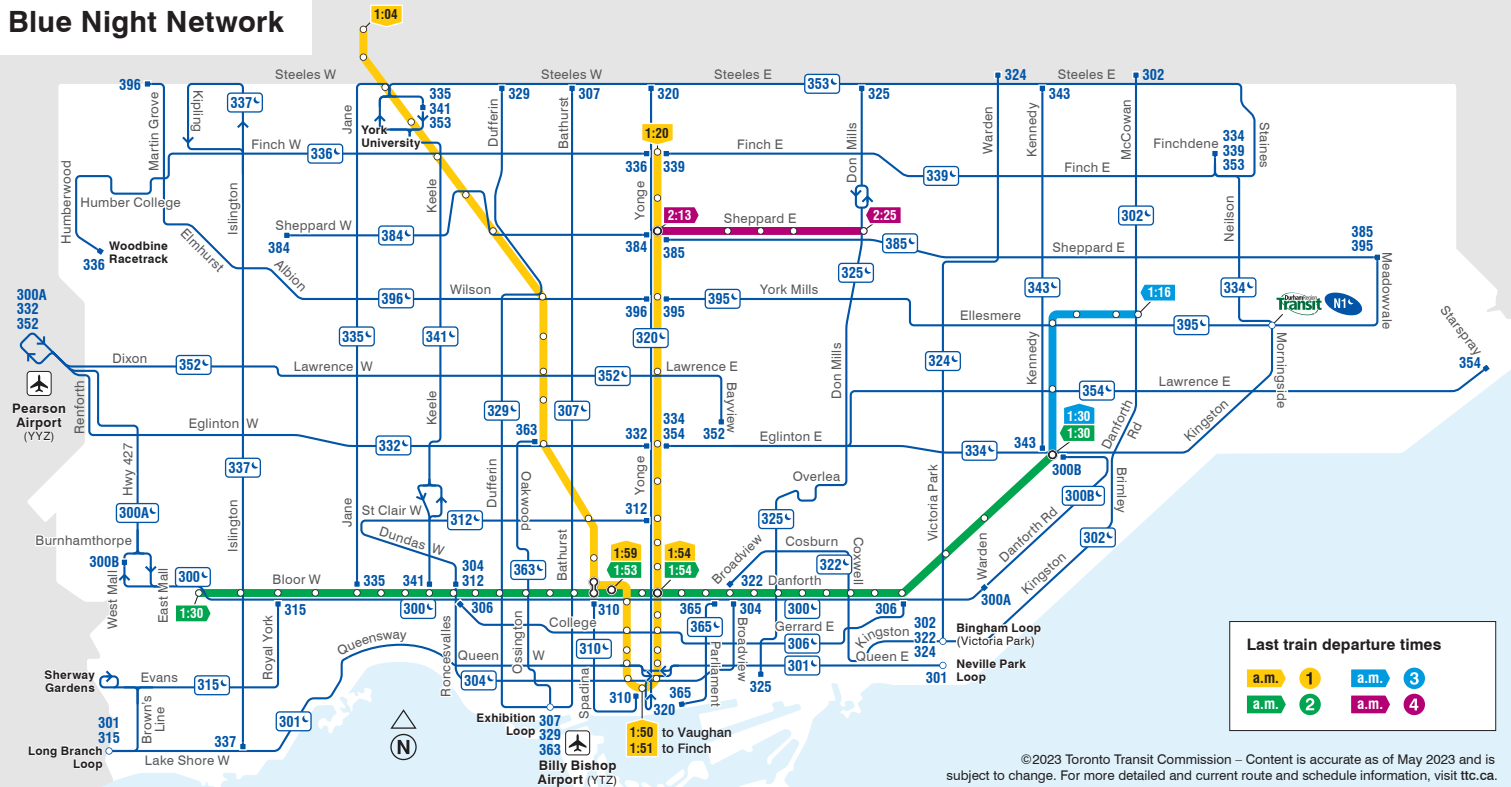 Blue Night Network
1:04
Steeles W
Steeles W
Steeles E
353
324
Steeles E
302
396
Martin Grove
Kipling
337
Jane
335
341
353
York
University
Dufferin
329
Bathurst
307
320
325
Don Mills
Warden
Kennedy
343
McCowan
Staines
1:20
Finch W
336
336
339
Finch E
339
Finch E
Finchdene
334
339
353
Humberwood
Humber College
Islington
Keele
Yonge
Woodbine
Racetrack
336
Elmhurst
Albion
Sheppard W
384
384
384
385
2:13
Sheppard E
2:25
385
302
Neilson
Sheppard E
385
395
Meadowvale
300A
332
352
396
Wilson
396
395
395
York Mills
325
343
334
DurhamRegion
Transit
N1
1:16
Ellesmere
395
Starspray
354
Pearson
Airport
(YYZ)
Dixon
352
335
Lawrence W
341
320
352
Lawrence E
Bayview
352
Don Mills
324
Kennedy
354
Lawrence E
Morningside
Renforth
Eglinton W
332
Keele
329
307
363
332
334
354
Eglinton E
334
343
1:30
1:30
300B
Danforth
Rd
Kingston
Hwy 427
337
Dufferin
Oakwood
Yonge
Overlea
Victoria Park
300B
Brimley
300A
Islington
Jane
St Clair W
312
312
325
Danforth Rd
302
Burnhamthorpe
300B
Dundas W
Bathurst
1:59
1:53
1:54
1:54
Broadview
Cosburn
322
Coxwell
Warden
Kingston
West Mall
East Mall
300
1:30
Bloor W
335
341
304
312
363
322
Danforth
300A
315
300
306
310
365
304
300
306
Royal York
Roncesvalles
Ossington
College
365
Parliament
Broadview
Gerrard E
306
Kingston
302
322
324
Bingham Loop
(Victoria Park)
Queensway
Queen
W
310
Queen E
301
301
Neville Park
Loop
Sherway
Gardens
Evans
315
304
Spadina
310
365
320
325
Brown's
Line
301
315
301
Exhibition
Loop
307
329
363
Long Branch
Loop
337
Lake Shore W
N
Billy Bishop
Airport (YTZ)
1:50 to Vaughan
1:51 to Finch
Last train departure times
a.m. 1 a.m. 3
a.m. 2 a.m. 4
©2023 Toronto Transit Commission – Content is accurate as of May 2023 and is
subject to change. For more detailed and current route and schedule information, visit ttc.ca.